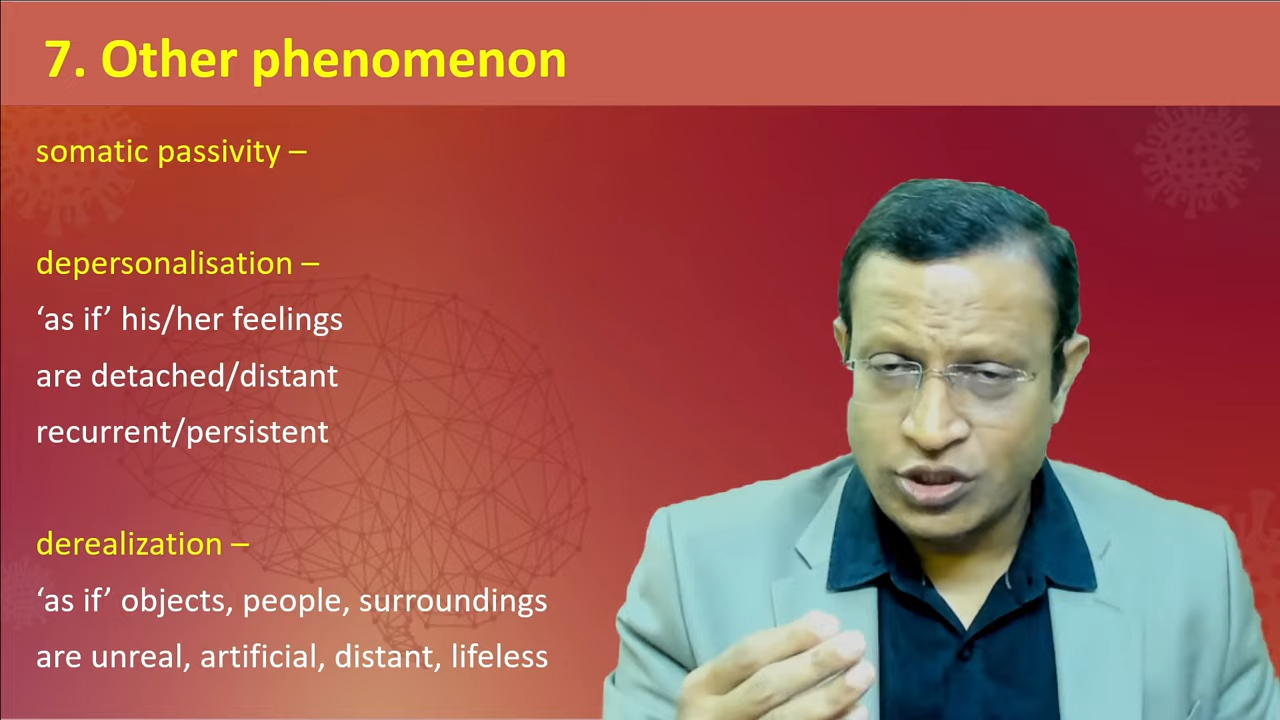 7. Other phenomenon
somatic passivity –
depersonalisation –
‘as if’ his/her feelings
are detached/distant
recurrent/persistent
derealization –
‘as if’ objects, people, surroundings
are unreal, artificial, distant, lifeless